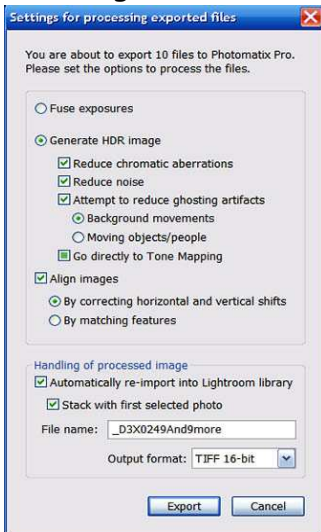 Settings for processing exported files
You are about to export 10 files to Photomatix Pro.
Please set the options to process the files.
Fuse exposures
Generate HDR image
Reduce chromatic aberrations
Reduce noise
Attempt to reduce ghosting artifacts
Background movements
Moving objects/people
Go directly to Tone Mapping
Align images
By correcting horizontal and vertical shifts
By matching features
Handling of processed image
Automatically re-import into Lightroom library
Stack with first selected photo
File name: _D3X0249And9more
Output format: TIFF 16-bit
Export Cancel